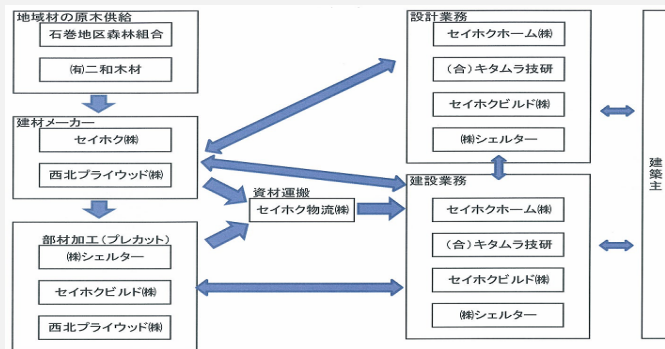 地域材の原木供給
石巻地区森林組合
㈲二和木材
建材メーカー
セイホク㈱
西北プライウッド㈱
部材加工(プレカット)
㈱シェルター
セイホクビルド㈱
西北プライウッド㈱
資材運搬
セイホク物流㈱
設計業務
セイホクホーム㈱
(合)キタムラ技研
セイホクビルド㈱
㈱シェルター
建設業務
セイホクホーム㈱
(合)キタムラ技研
セイホクビルド㈱
㈱シェルター
建築主